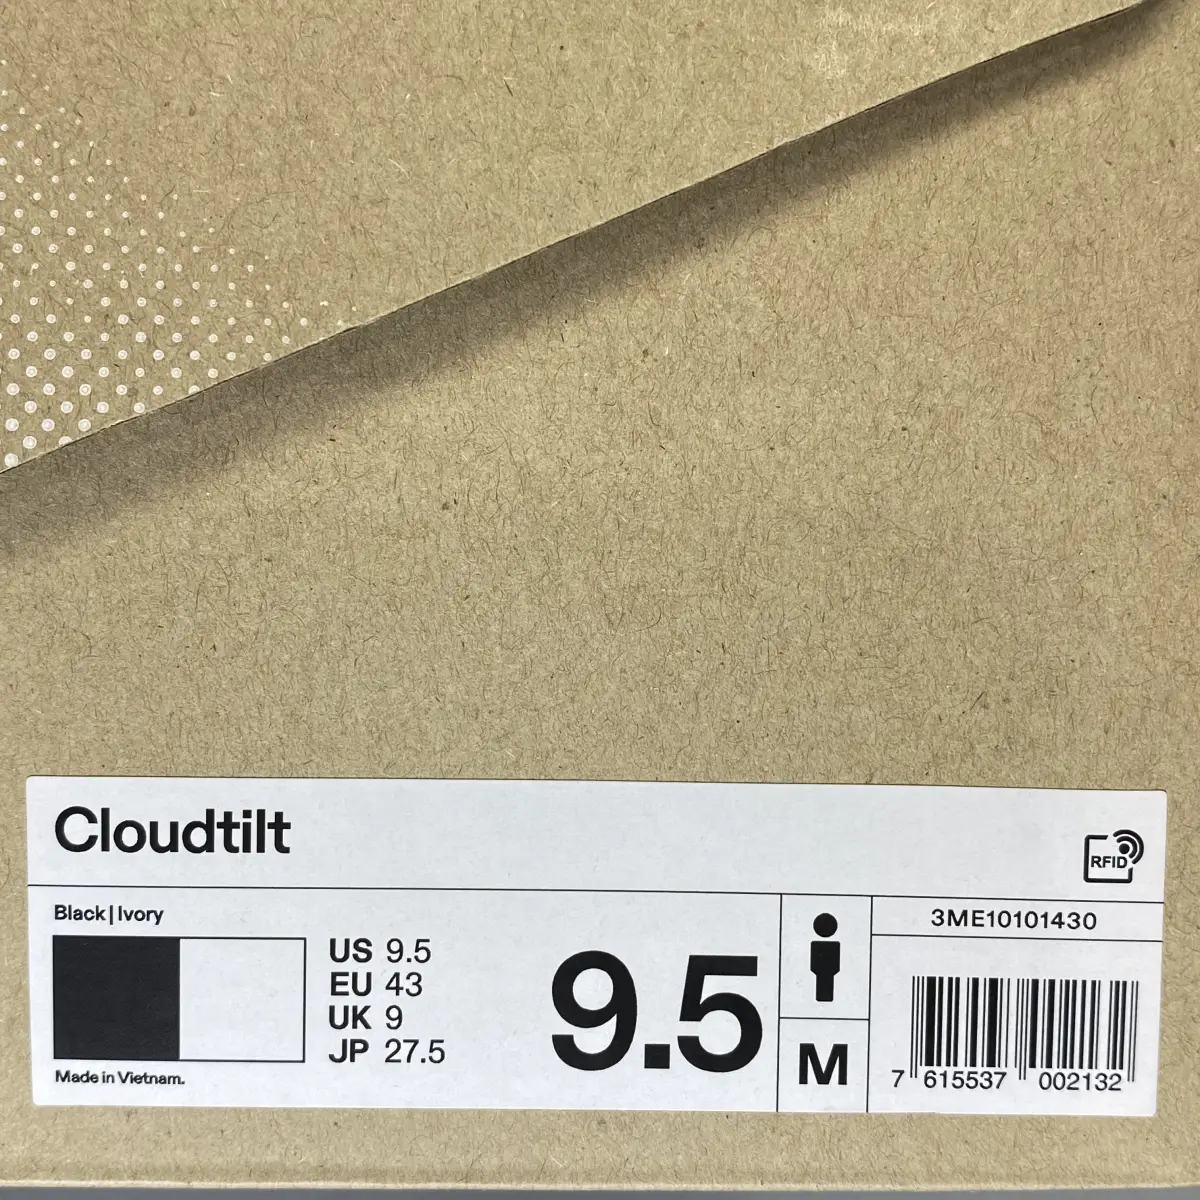 Cloudtilt
RFID
Black|Ivory
US 9.5
EU 43
UK 9
JP 27.5
Made in Vietnam.
9.5
M
3ME10101430
7 615537 002132